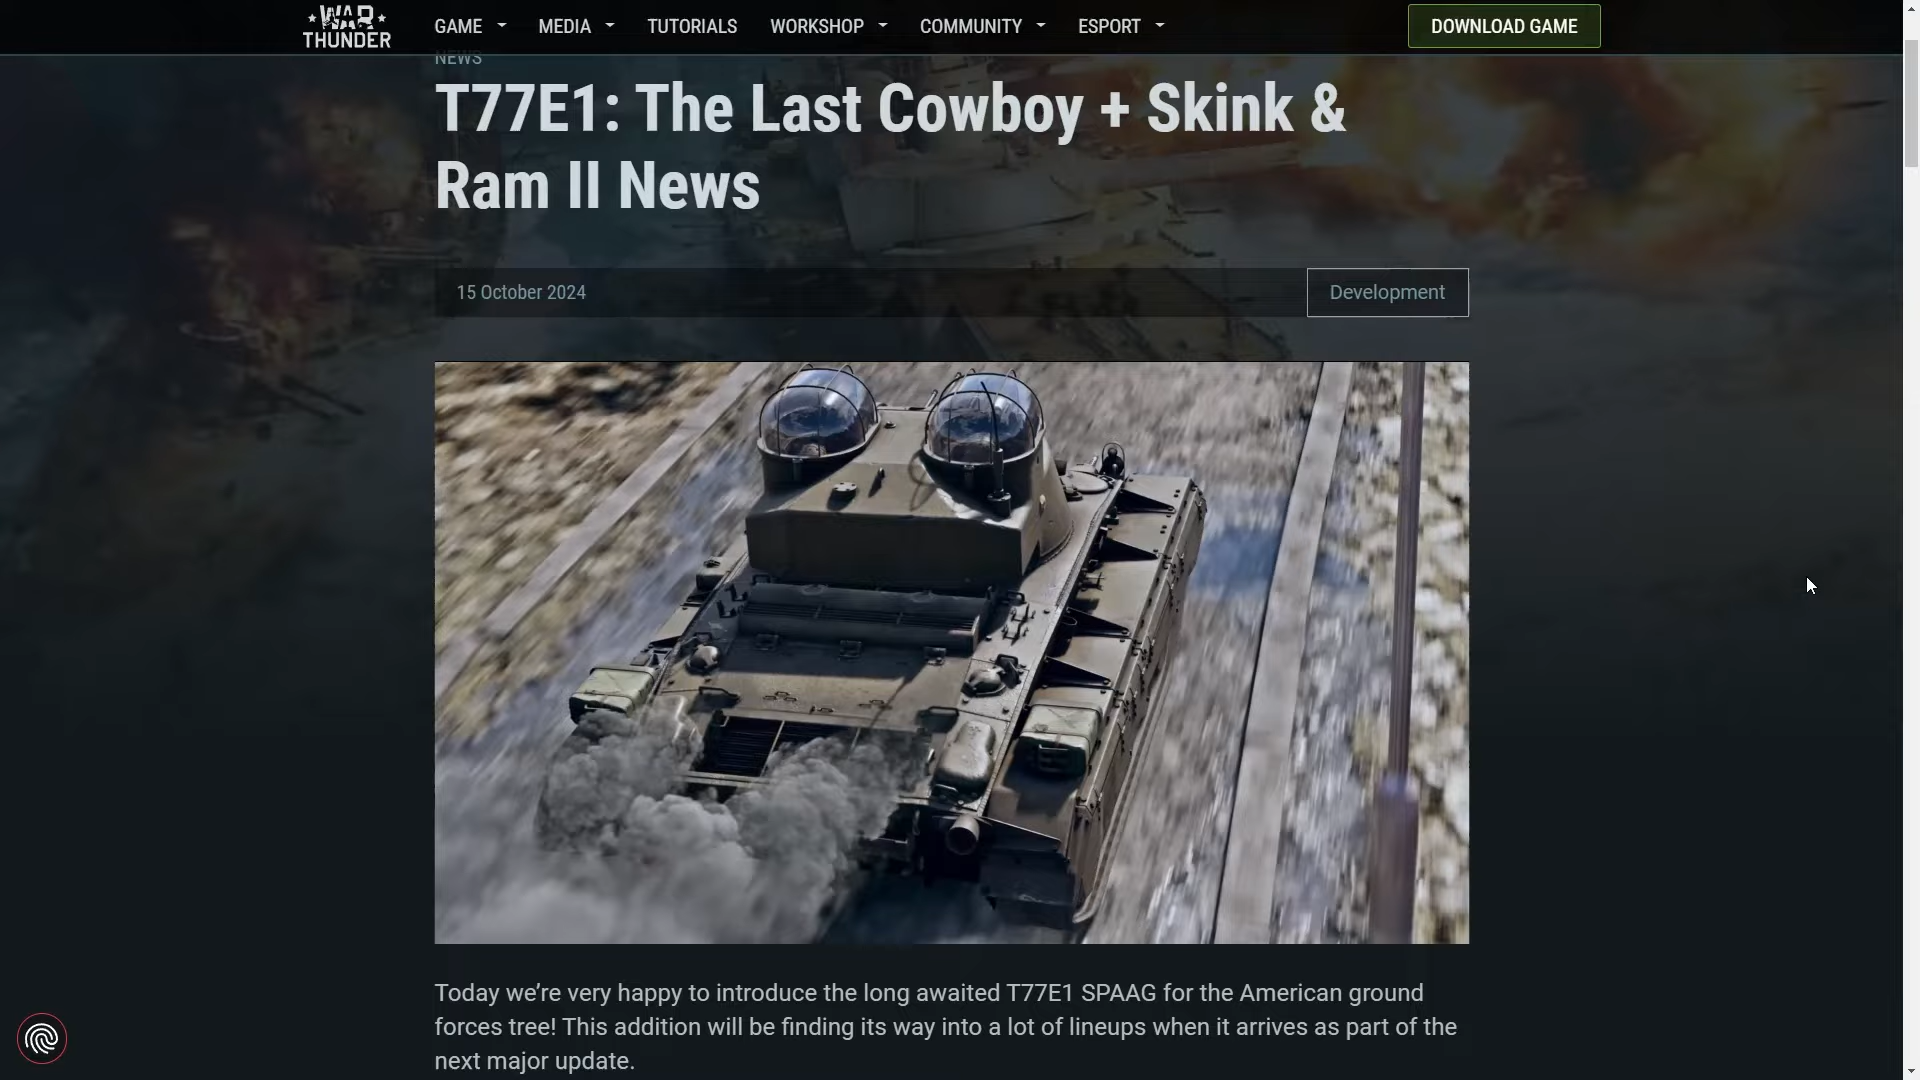 WAR
THUNDER
GAME
MEDIA
TUTORIALS
WORKSHOP
COMMUNITY
ESPORT
DOWNLOAD GAME
NEWS
T77E1: The Last Cowboy + Skink &
Ram II News
15 October 2024
Development
Today we’re very happy to introduce the long awaited T77E1 SPAAG for the American ground
forces tree! This addition will be finding its way into a lot of lineups when it arrives as part of the
next major update.